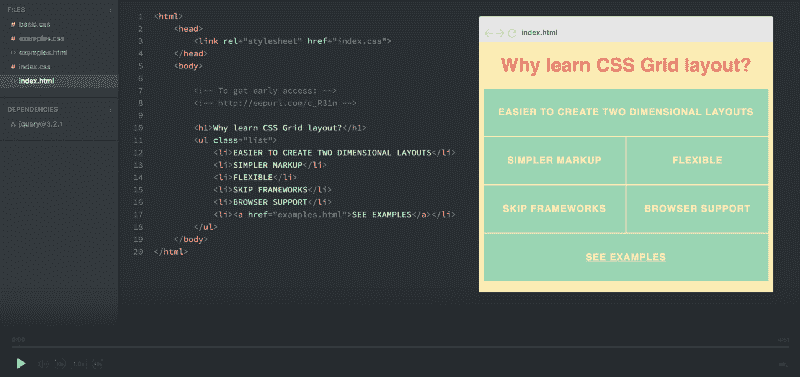 FILES
# basic.css
# examples.css
<> examples.html
# index.css
index.html
DEPENDENCIES
jquery@3.2.1
1 <html>
2 <head>
3 <link rel="stylesheet" href="index.css">
4 </head>
5 <body>
6
7 <!-- To get early access: -->
8 <!-- http://eepurl.com/c_R31n -->
9
10 <h1>Why learn CSS Grid layout?</h1>
11 <ul class="list">
12 <li>EASIER TO CREATE TWO DIMENSIONAL LAYOUTS</li>
13 <li>SIMPLER MARKUP</li>
14 <li>FLEXIBLE</li>
15 <li>SKIP FRAMEWORKS</li>
16 <li>BROWSER SUPPORT</li>
17 <li><a href="examples.html">SEE EXAMPLES</a></li>
18 </ul>
19 </body>
20 </html>
index.html
Why learn CSS Grid layout?
EASIER TO CREATE TWO DIMENSIONAL LAYOUTS
SIMPLER MARKUP
FLEXIBLE
SKIP FRAMEWORKS
BROWSER SUPPORT
SEE EXAMPLES